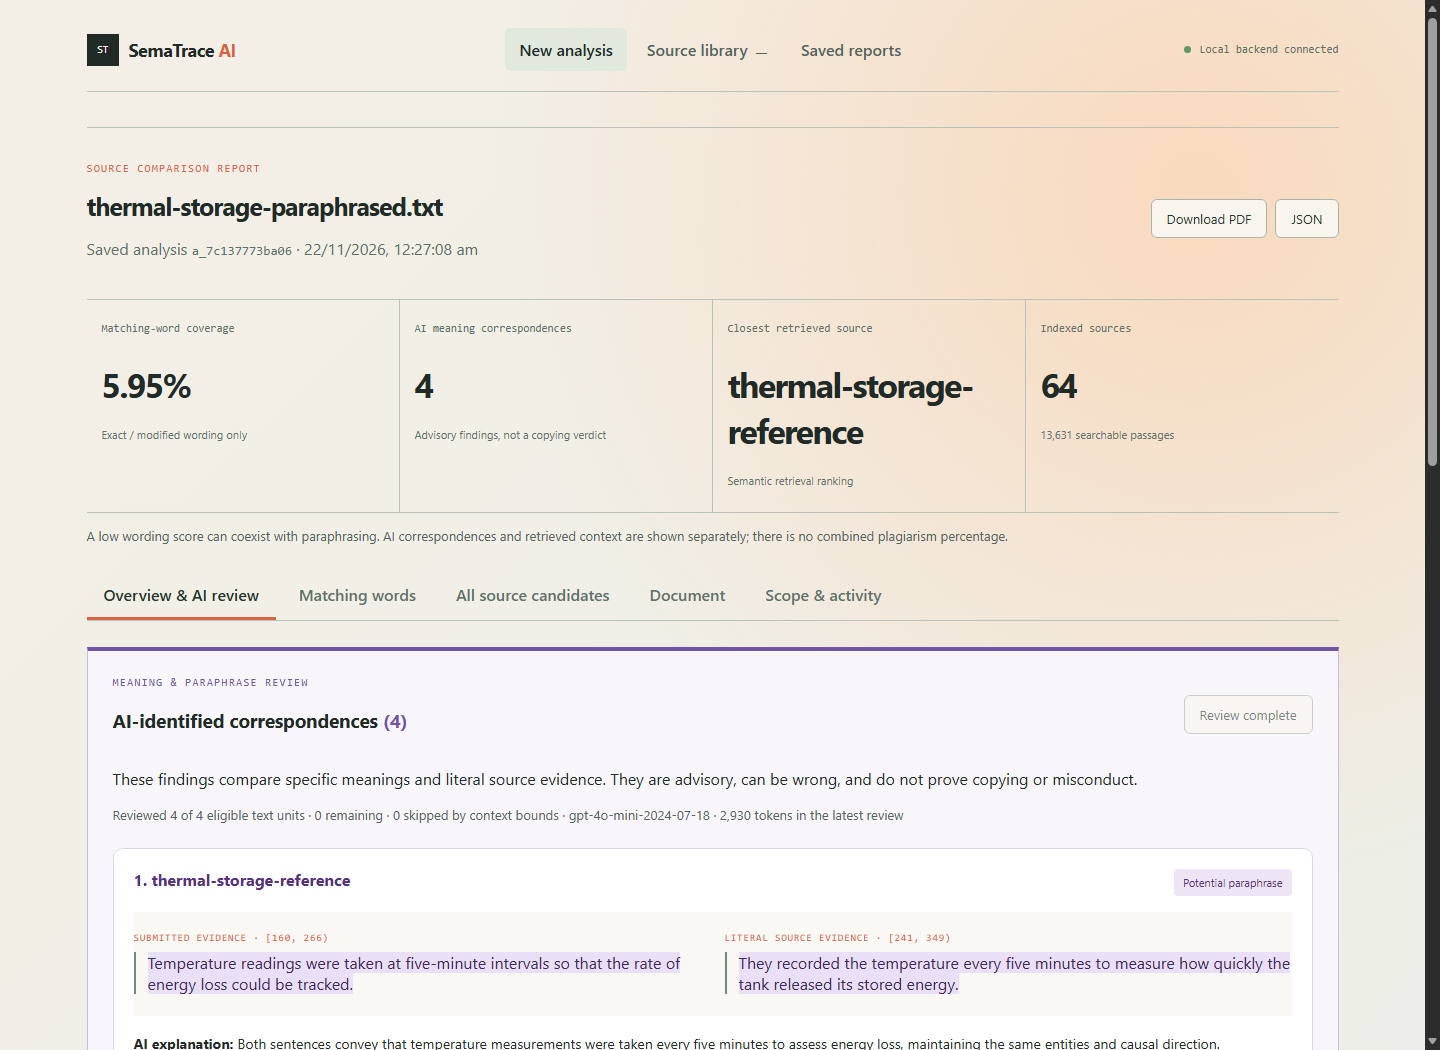 ST SemaTrace AI
New analysis Source library — Saved reports
Local backend connected
SOURCE COMPARISON REPORT
thermal-storage-paraphrased.txt
Saved analysis a_7c137773ba06 · 22/11/2026, 12:27:08 am
Download PDF
JSON
Matching-word coverage
5.95%
Exact / modified wording only
AI meaning correspondences
4
Advisory findings, not a copying verdict
Closest retrieved source
thermal-storage-
reference
Semantic retrieval ranking
Indexed sources
64
13,631 searchable passages
A low wording score can coexist with paraphrasing. AI correspondences and retrieved context are shown separately; there is no combined plagiarism percentage.
Overview & AI review Matching words All source candidates Document Scope & activity
MEANING & PARAPHRASE REVIEW
AI-identified correspondences (4)
Review complete
These findings compare specific meanings and literal source evidence. They are advisory, can be wrong, and do not prove copying or misconduct.
Reviewed 4 of 4 eligible text units · 0 remaining · 0 skipped by context bounds · gpt-4o-mini-2024-07-18 · 2,930 tokens in the latest review
1. thermal-storage-reference
Potential paraphrase
SUBMITTED EVIDENCE · [160, 266)
Temperature readings were taken at five-minute intervals so that the rate of
energy loss could be tracked.
LITERAL SOURCE EVIDENCE · [241, 349)
They recorded the temperature every five minutes to measure how quickly the
tank released its stored energy.
AI explanation: Both sentences convey that temperature measurements were taken every five minutes to assess energy loss, maintaining the same entities and causal direction.